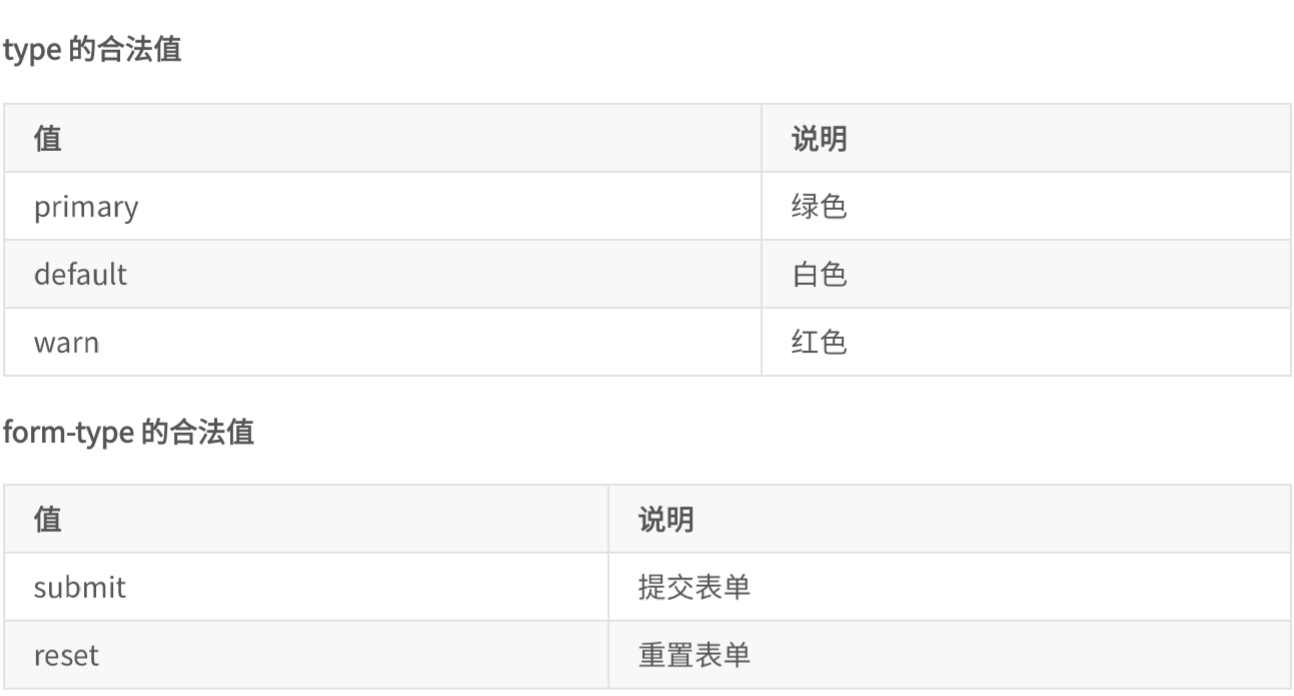 type 的合法值
值 说明
primary 绿色
default 白色
warn 红色
form-type 的合法值
值 说明
submit 提交表单
reset 重置表单